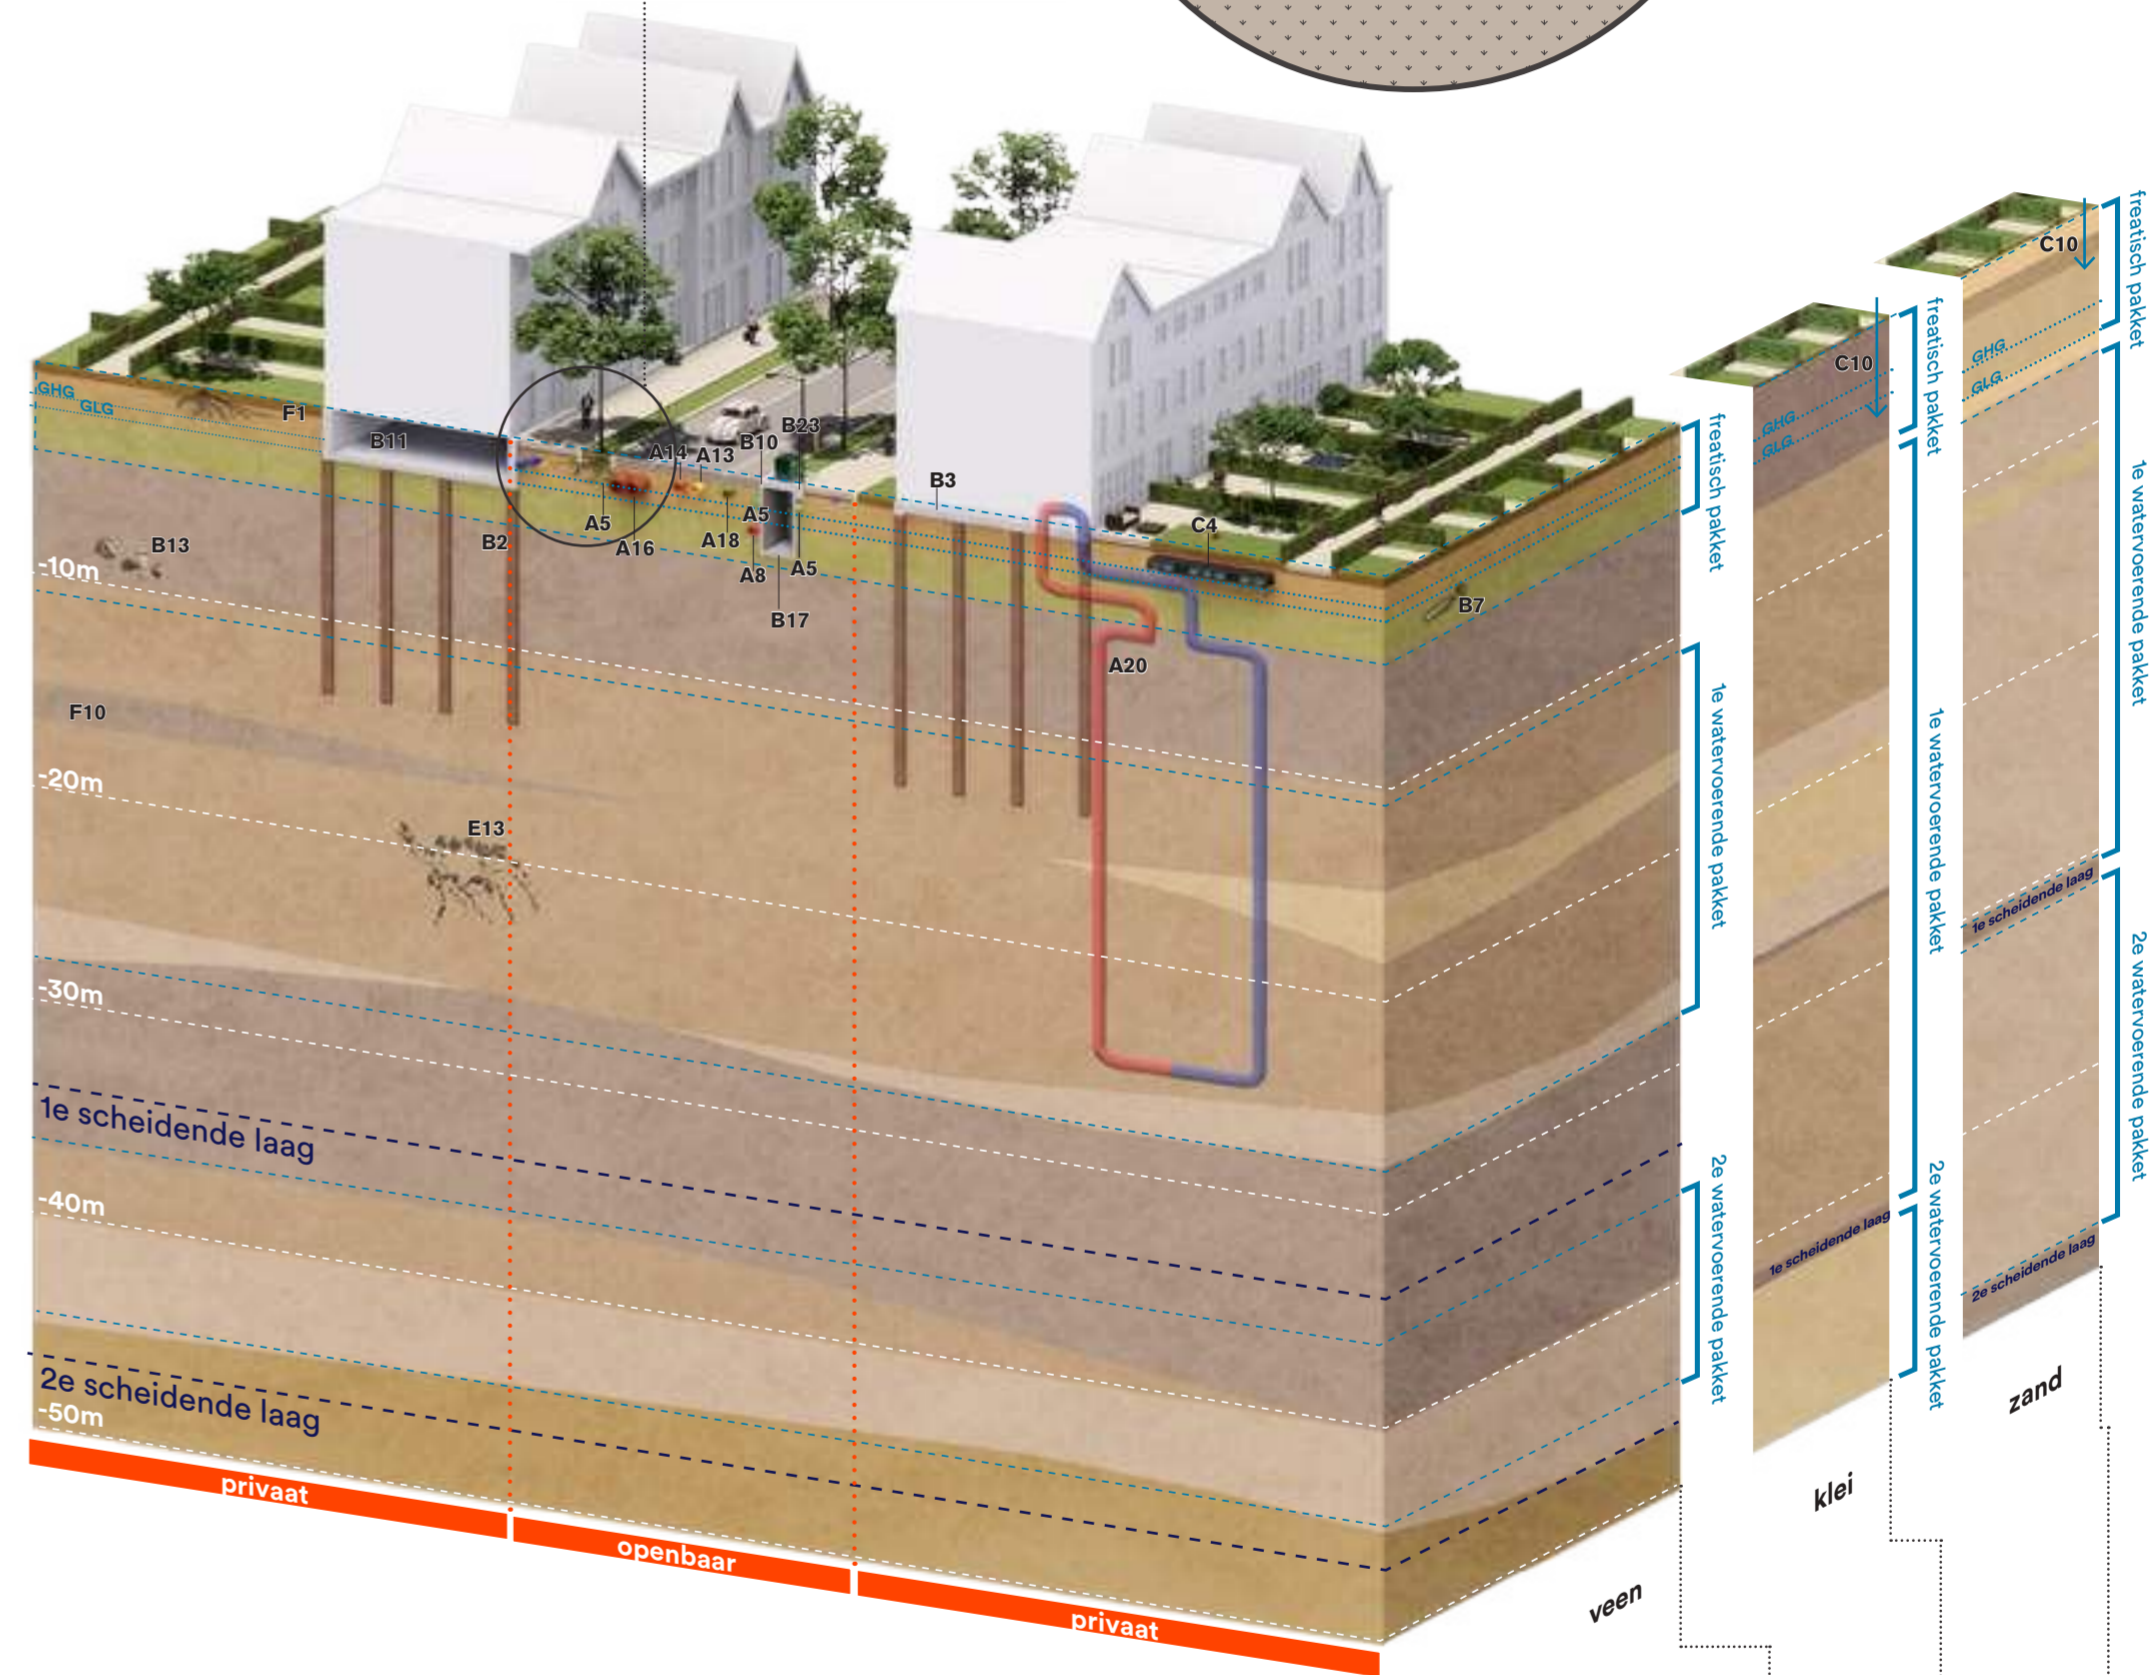 GHG
GLG
F1
B11
A14
A13
B10
B23
B3
A5
A16
B2
A18
A5
A8
A5
B17
C4
B7
A20
B13
-10m
F10
-20m
E13
-30m
1e scheidende laag
-40m
2e scheidende laag
-50m
privaat
openbaar
privaat
freatisch pakket
1e watervoerende pakket
2e watervoerende pakket
veen
C10
GHG
GLG
freatisch pakket
1e watervoerende pakket
1e scheidende laag
2e watervoerende pakket
klei
C10
GHG
GLG
freatisch pakket
1e watervoerende pakket
1e scheidende laag
2e watervoerende pakket
2e scheidende laag
zand